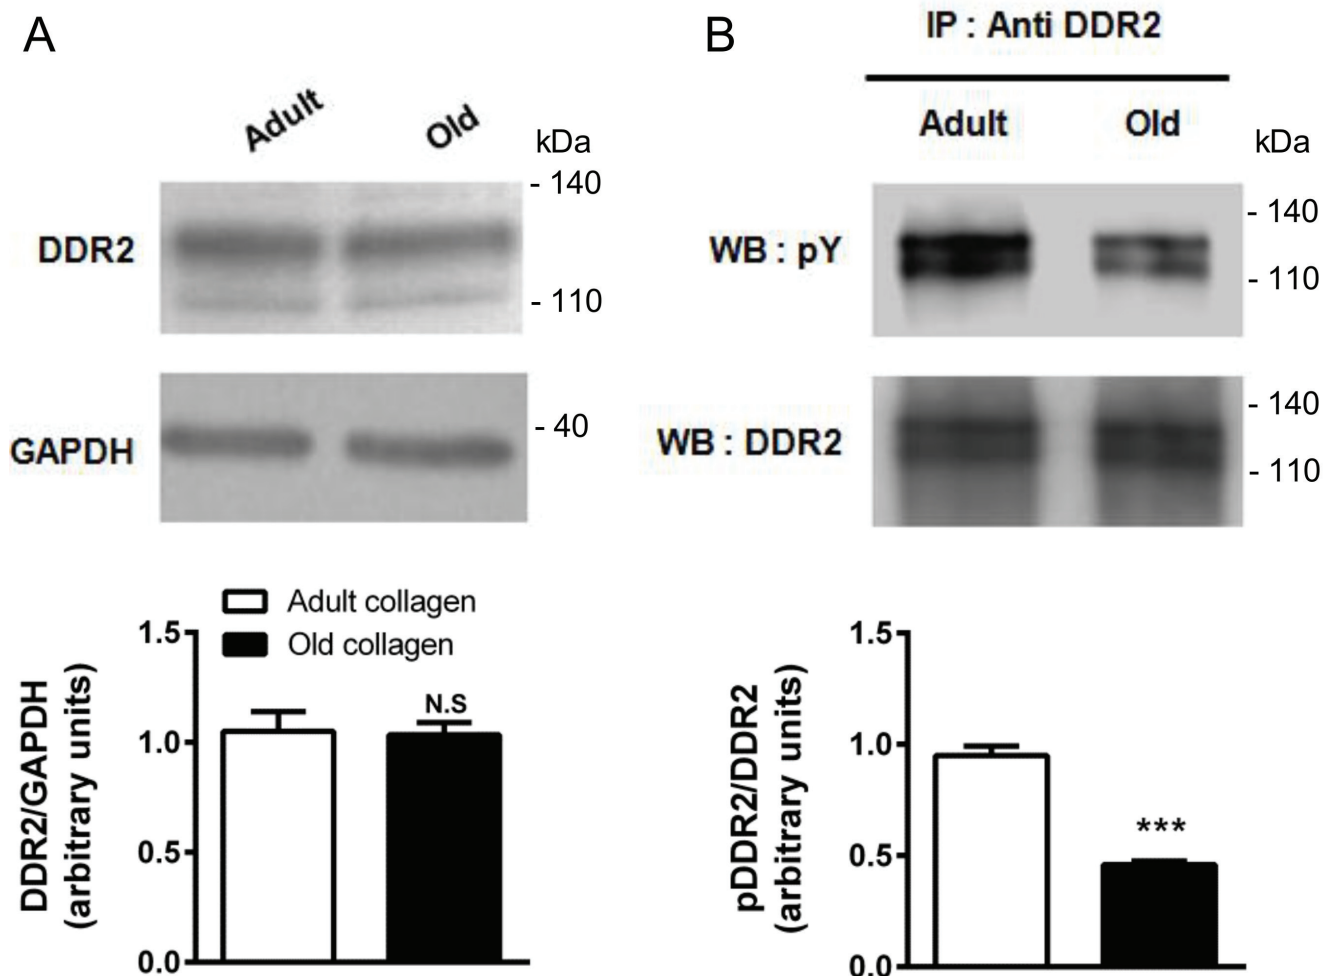 A
Adult
Old
kDa
- 140
DDR2
- 110
- 40
GAPDH
Adult collagen
Old collagen
1.5
1.0
0.5
0.0
N.S
DDR2/GAPDH
(arbitrary units)
B
IP : Anti DDR2
Adult
Old
kDa
WB : pY
- 140
- 110
WB : DDR2
- 140
- 110
1.5
1.0
0.5
0.0
***
pDDR2/DDR2
(arbitrary units)